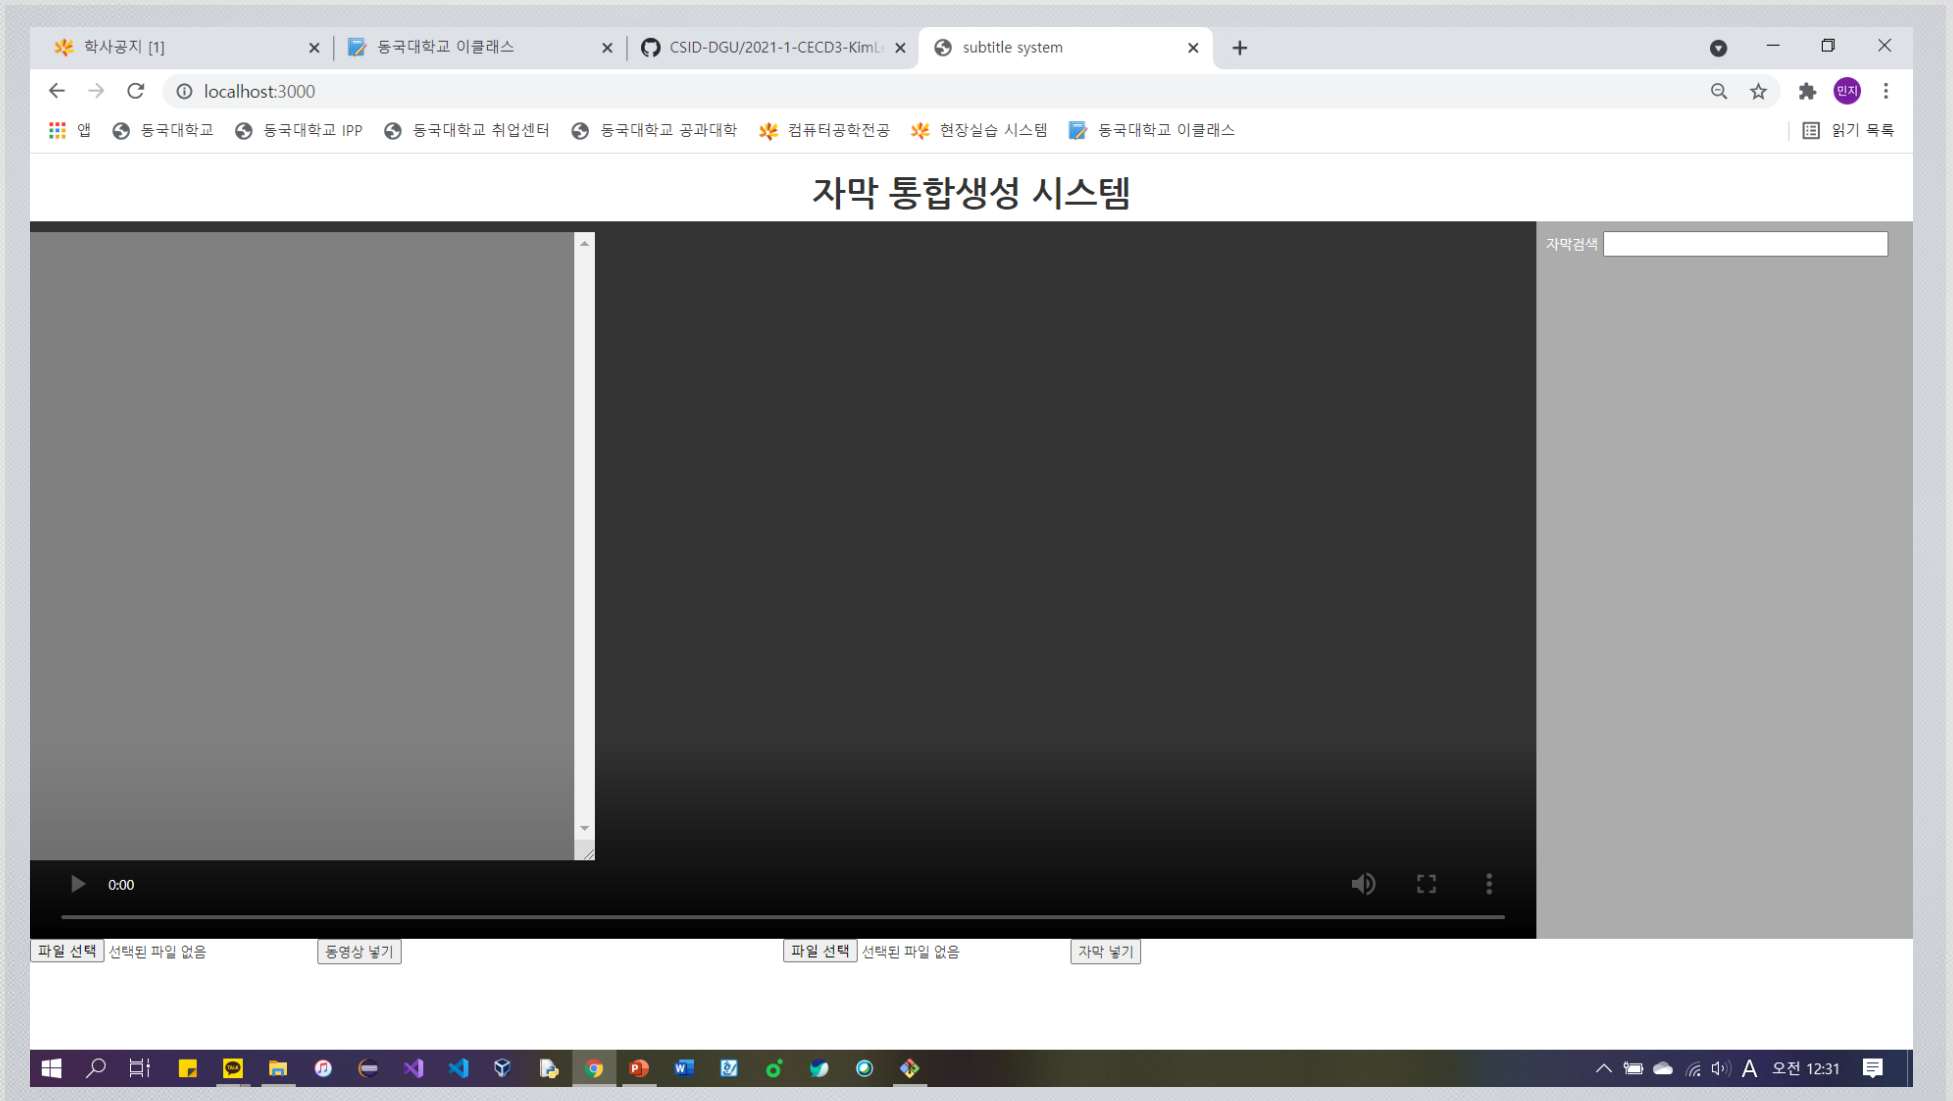 학사공지 [1]
동국대학교 이클래스
CSID-DGU/2021-1-CECD3-KimL
subtitle system
localhost:3000
민지
앱
동국대학교
동국대학교 IPP
동국대학교 취업센터
동국대학교 공과대학
컴퓨터공학전공
현장실습 시스템
동국대학교 이클래스
읽기 목록
자막 통합생성 시스템
자막검색
0:00
파일 선택 선택된 파일 없음
동영상 넣기
파일 선택 선택된 파일 없음
자막 넣기
TALK
A
오전 12:31